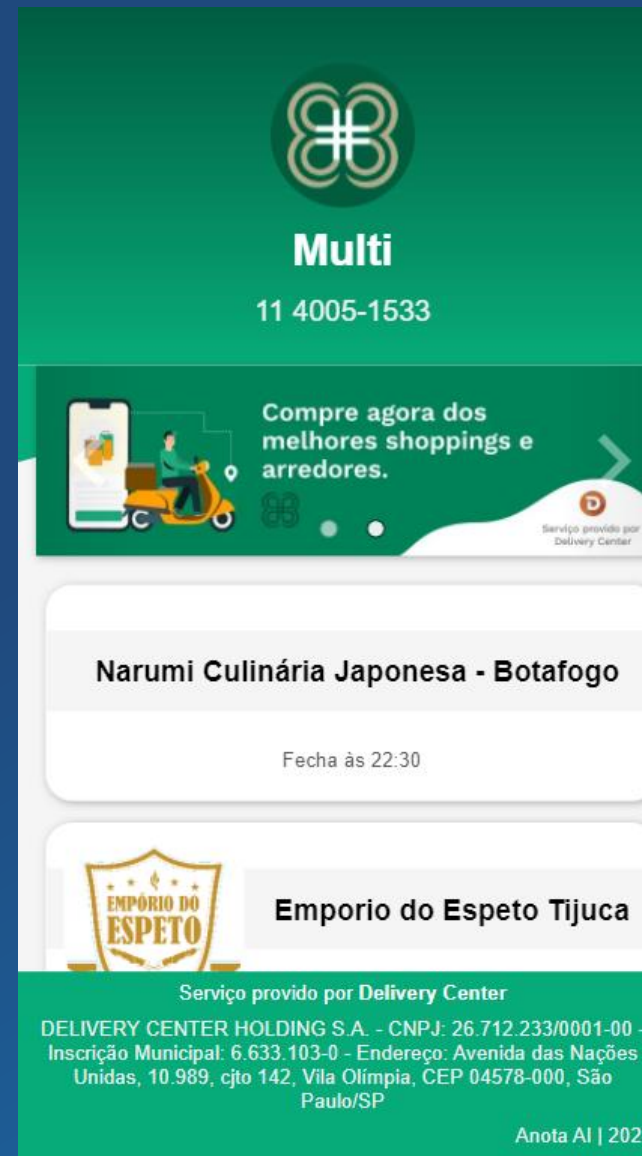 Multi
11 4005-1533
Compre agora dos
melhores shoppings e
arredores.
D
Serviço provido por
Delivery Center
Narumi Culinária Japonesa - Botafogo
Fecha às 22:30
EMPÓRIO DO
ESPETO
Emporio do Espeto Tijuca
Serviço provido por Delivery Center
DELIVERY CENTER HOLDING S.A. - CNPJ: 26.712.233/0001-00 -
Inscrição Municipal: 6.633.103-0 - Endereço: Avenida das Nações
Unidas, 10.989, cjto 142, Vila Olímpia, CEP 04578-000, São
Paulo/SP
Anota AI | 202